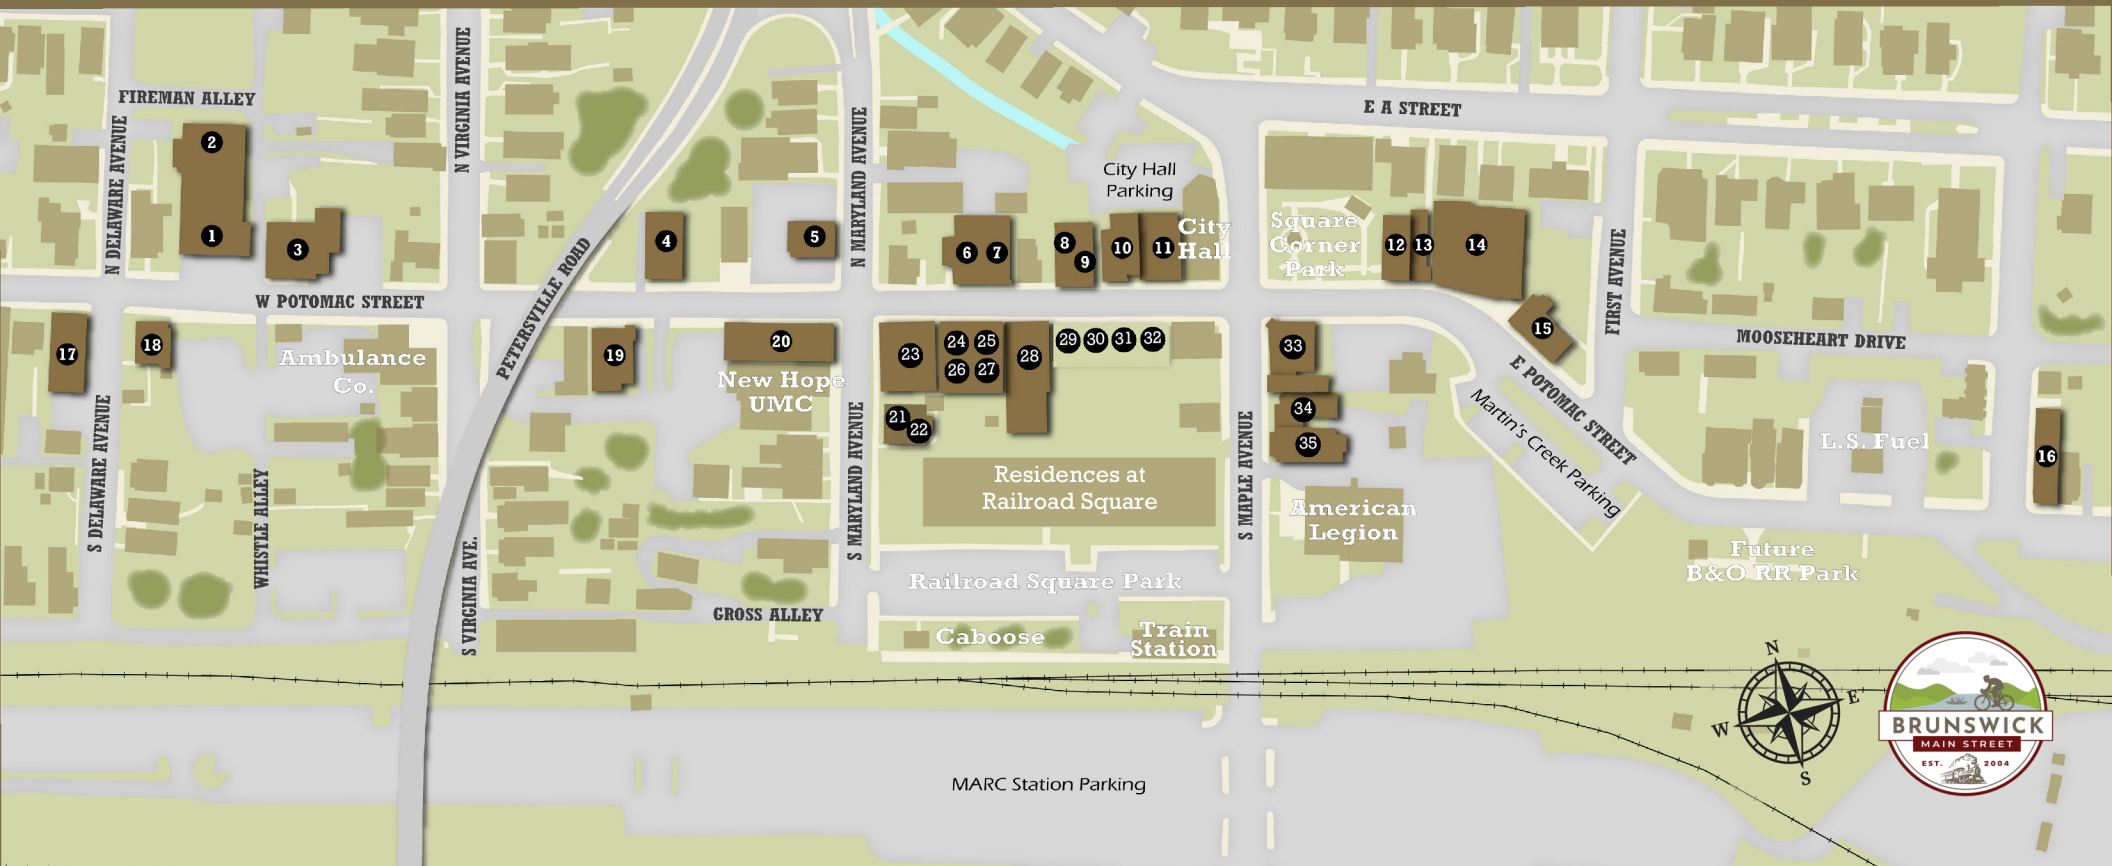 FIREMAN ALLEY
N DELAWARE AVENUE
N VIRGINIA AVENUE
N MARYLAND AVENUE
E A STREET
City Hall
Parking
2
1
3
4
5
6
7
8
9
10
11
City
Hall
Square
Corner
Park
12
13
14
15
FIRST AVENUE
W POTOMAC STREET
PETERSVILLE ROAD
MOOSEHEART DRIVE
17
18
Ambulance
Co.
19
20
New Hope
UMC
23
24
25
26
27
28
29
30
31
32
33
34
35
21
22
E POTOMAC STREET
Martin's Creek Parking
L.S. Fuel
16
S DELAWARE AVENUE
WHISTLE ALLEY
S VIRGINIA AVE.
S MARYLAND AVENUE
S MAPLE AVENUE
Residences at
Railroad Square
American
Legion
Future
B&O RR Park
Railroad Square Park
GROSS ALLEY
Caboose
Train
Station
MARC Station Parking
N
E
W
S
BRUNSWICK
MAIN STREET
EST. 2004